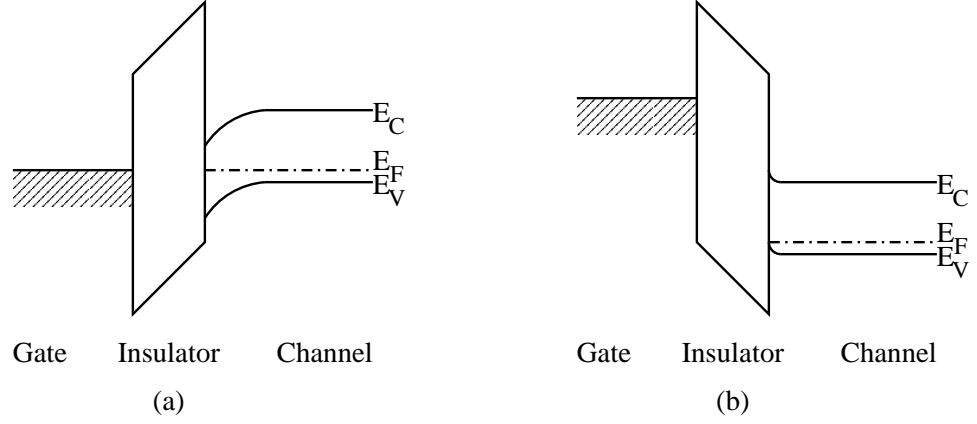 E_C
E_F
E_V
Gate Insulator Channel
(a)
E_C
E_F
E_V
Gate Insulator Channel
(b)